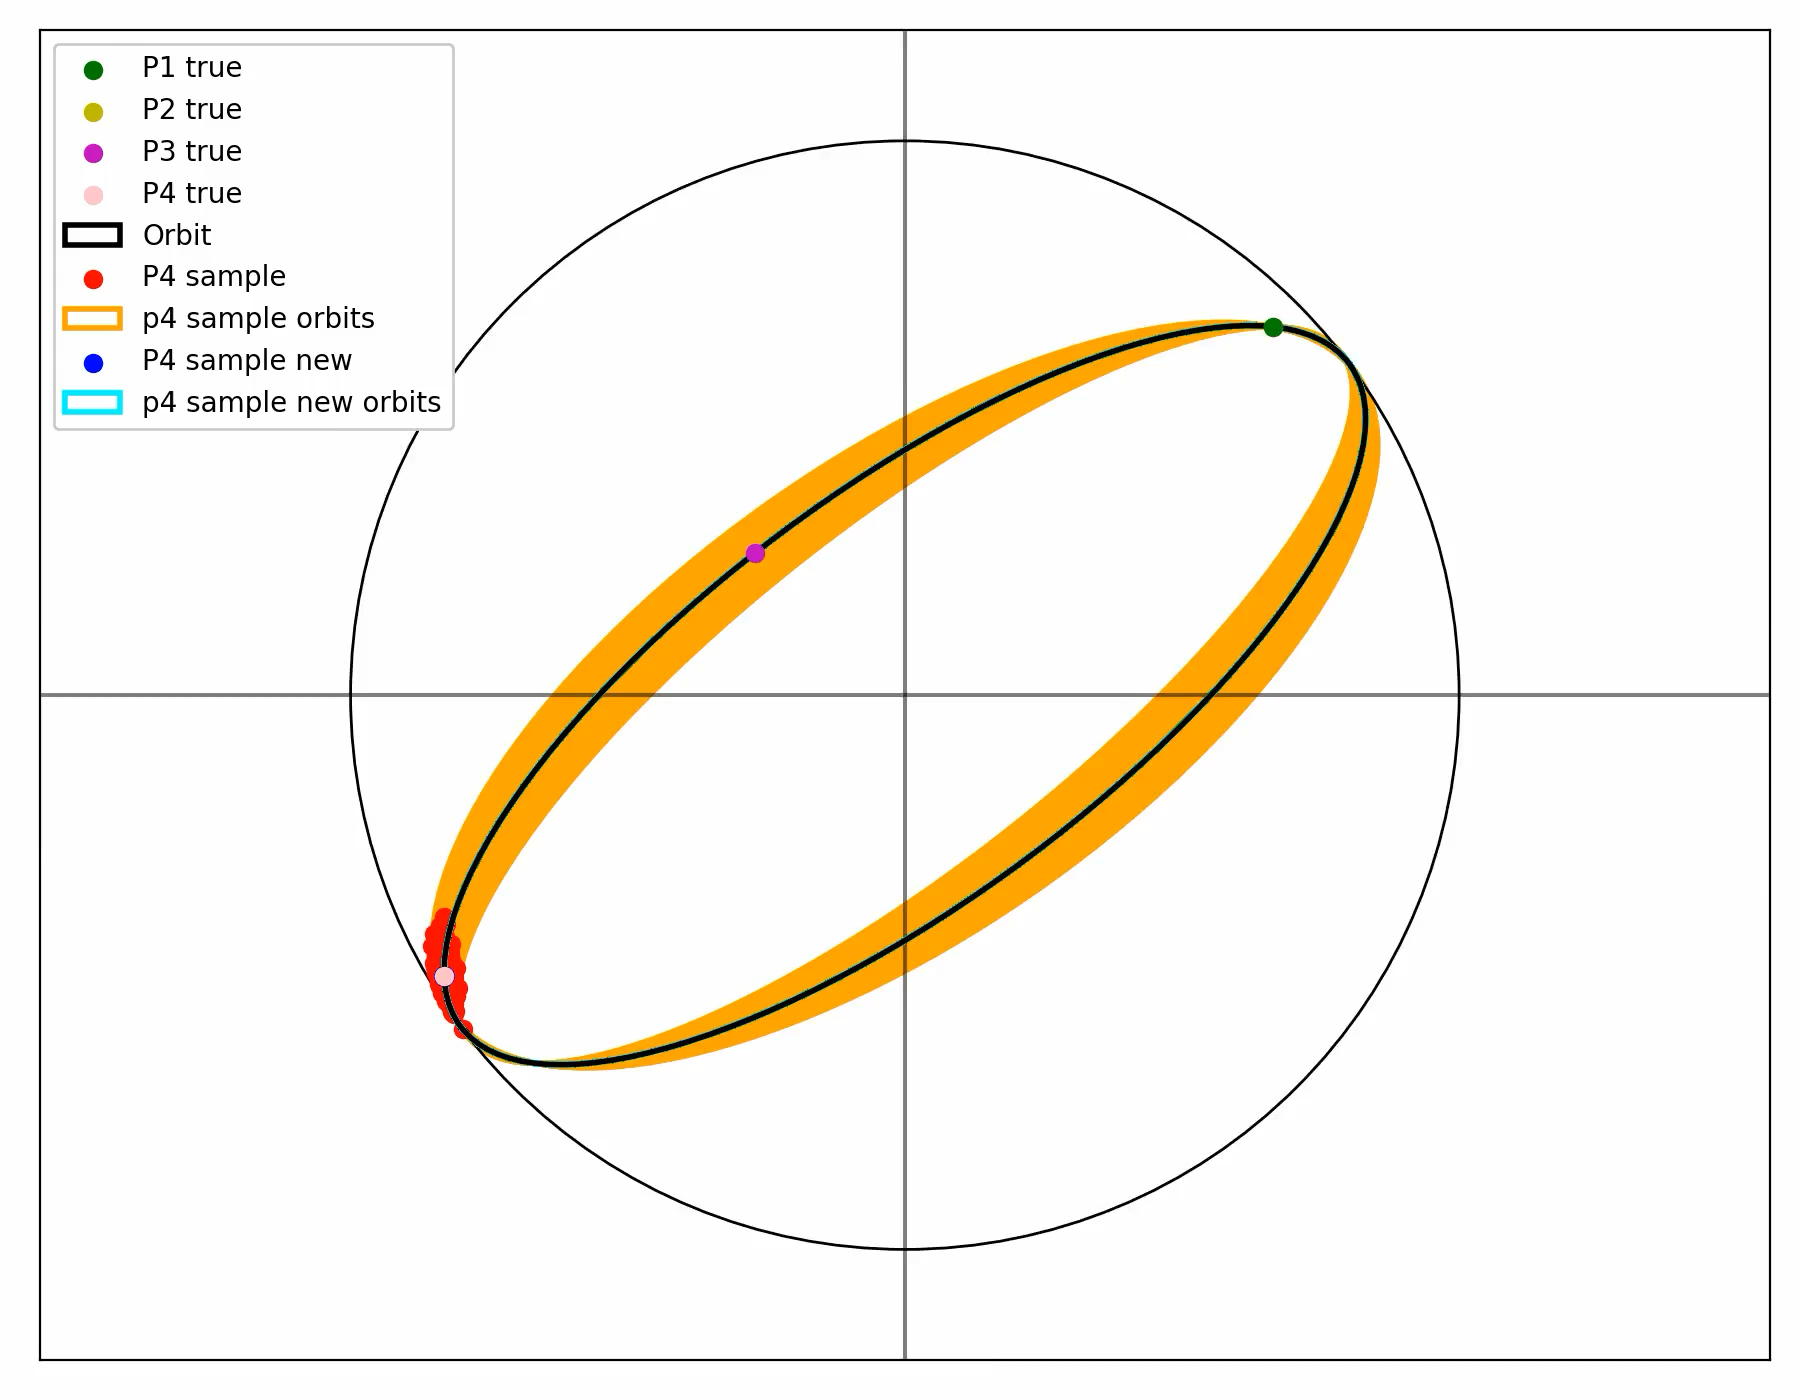 P1 true
P2 true
P3 true
P4 true
Orbit
P4 sample
p4 sample orbits
P4 sample new
p4 sample new orbits